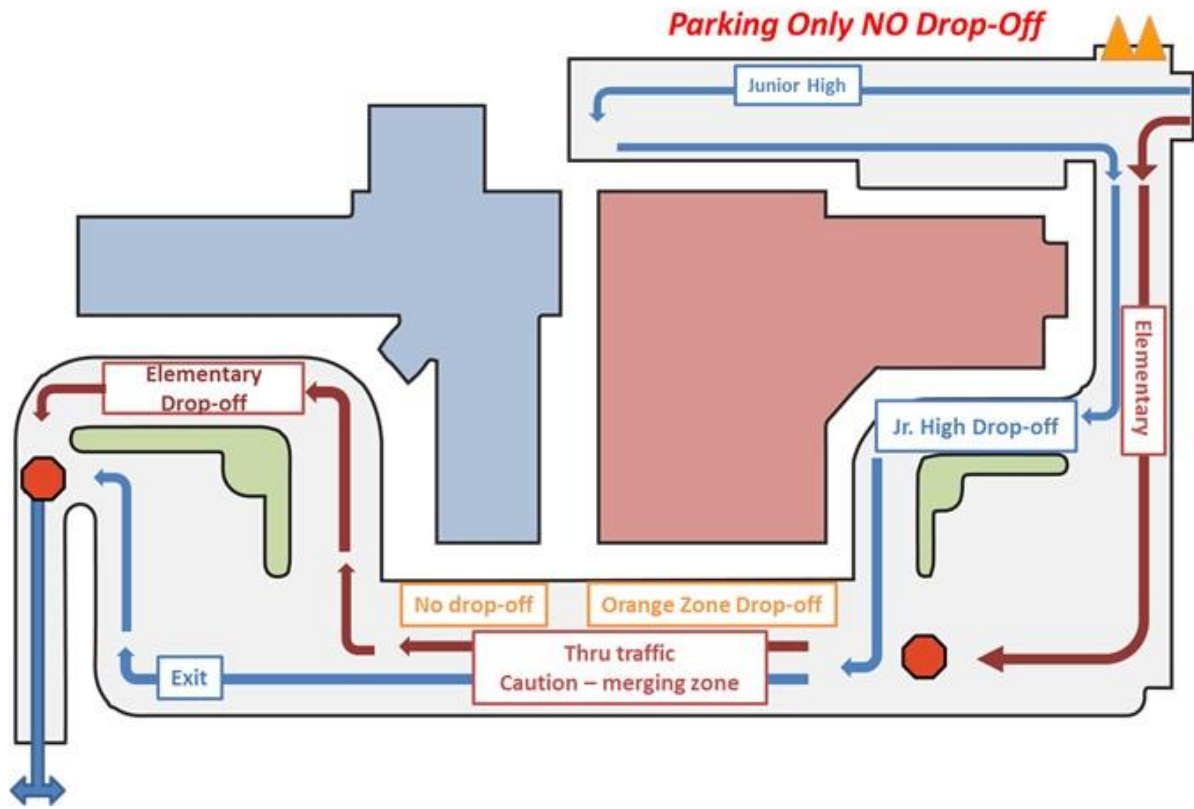 Parking Only NO Drop-Off
Junior High
Elementary
Elementary
Drop-off
Jr. High Drop-off
No drop-off
Orange Zone Drop-off
Thru traffic
Caution – merging zone
Exit